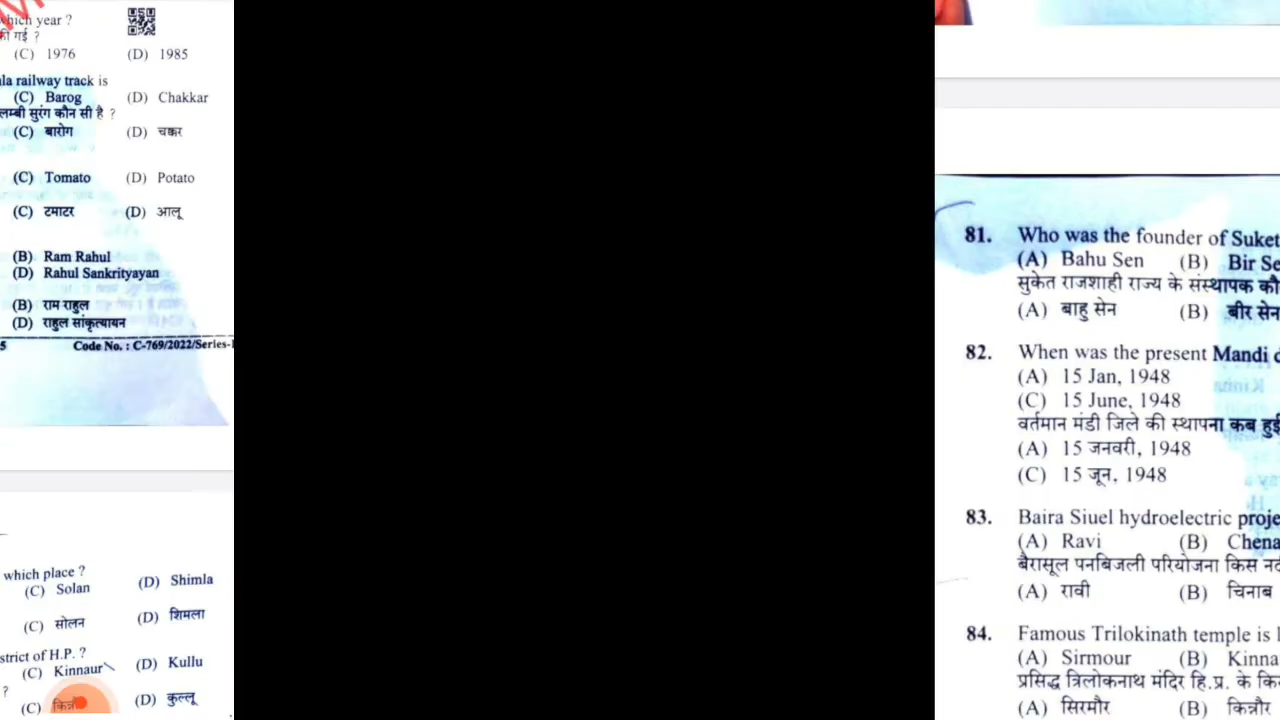 which year ?
की गई ?
(C) 1976 (D) 1985
la railway track is
(C) Barog (D) Chakkar
लम्बी सुरंग कौन सी है ?
(C) बारोग (D) चक्कर
(C) Tomato (D) Potato
(C) टमाटर (D) आलू
(B) Ram Rahul
(D) Rahul Sankrityayan
(B) राम राहुल
(D) राहुल सांकृत्यायन
5 Code No. : C-769/2022/Series-
which place ?
(C) Solan (D) Shimla
(C) सोलन (D) शिमला
strict of H.P. ?
(C) Kinnaur (D) Kullu
?
(C) (D) कुल्लू
81. Who was the founder of Suket
(A) Bahu Sen (B) Bir Se
सुकेत राजशाही राज्य के संस्थापक कौ
(A) बाहु सेन (B) बीर सेन
82. When was the present Mandi d
(A) 15 Jan, 1948
(C) 15 June, 1948
वर्तमान मंडी जिले की स्थापना कब हुई
(A) 15 जनवरी, 1948
(C) 15 जून, 1948
83. Baira Siuel hydroelectric proje
(A) Ravi (B) Chena
बैरासूल पनबिजली परियोजना किस नद
(A) रावी (B) चिनाब
84. Famous Trilokinath temple is l
(A) Sirmour (B) Kinna
प्रसिद्ध त्रिलोकनाथ मंदिर हि.प्र. के कि
(A) सिरमौर (B) किन्नौर